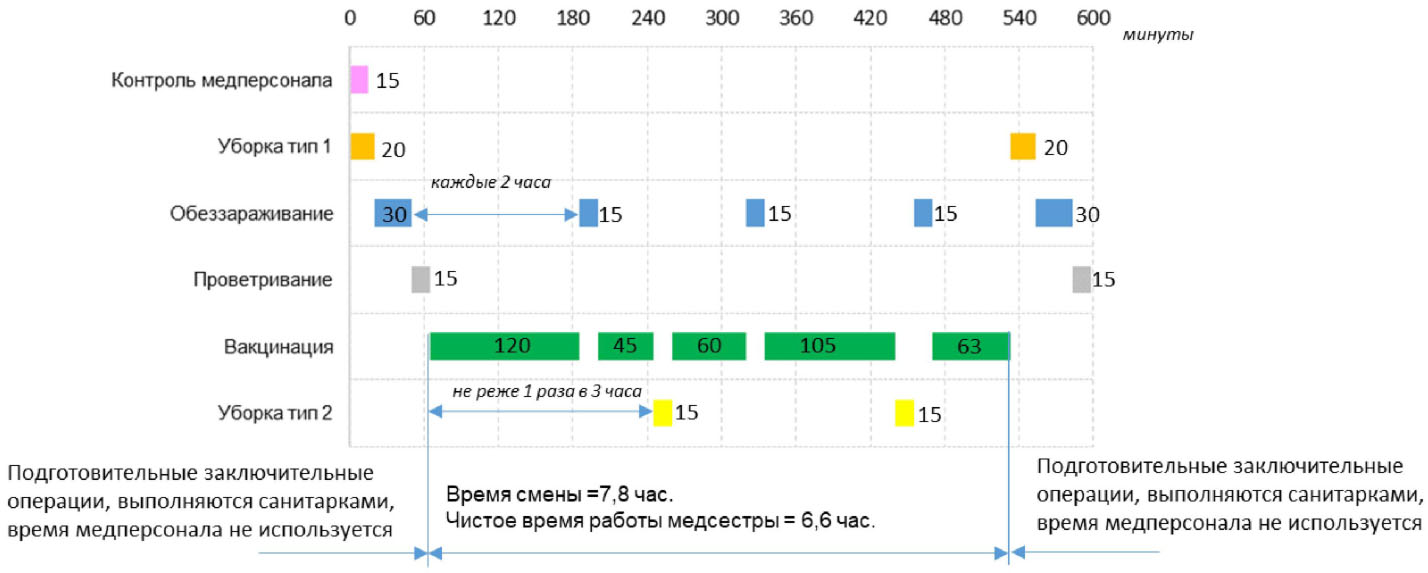 0 60 120 180 240 300 360 420 480 540 600
минуты
Контроль медперсонала 15
Уборка тип 1 20 20
каждые 2 часа
Обеззараживание 30 15 15 15 30
Проветривание 15 15
Вакцинация 120 45 60 105 63
не реже 1 раза в 3 часа
Уборка тип 2 15 15
Подготовительные заключительные
операции, выполняются санитарками,
время медперсонала не используется
Время смены =7,8 час.
Чистое время работы медсестры = 6,6 час.
Подготовительные заключительные
операции, выполняются санитарками,
время медперсонала не используется